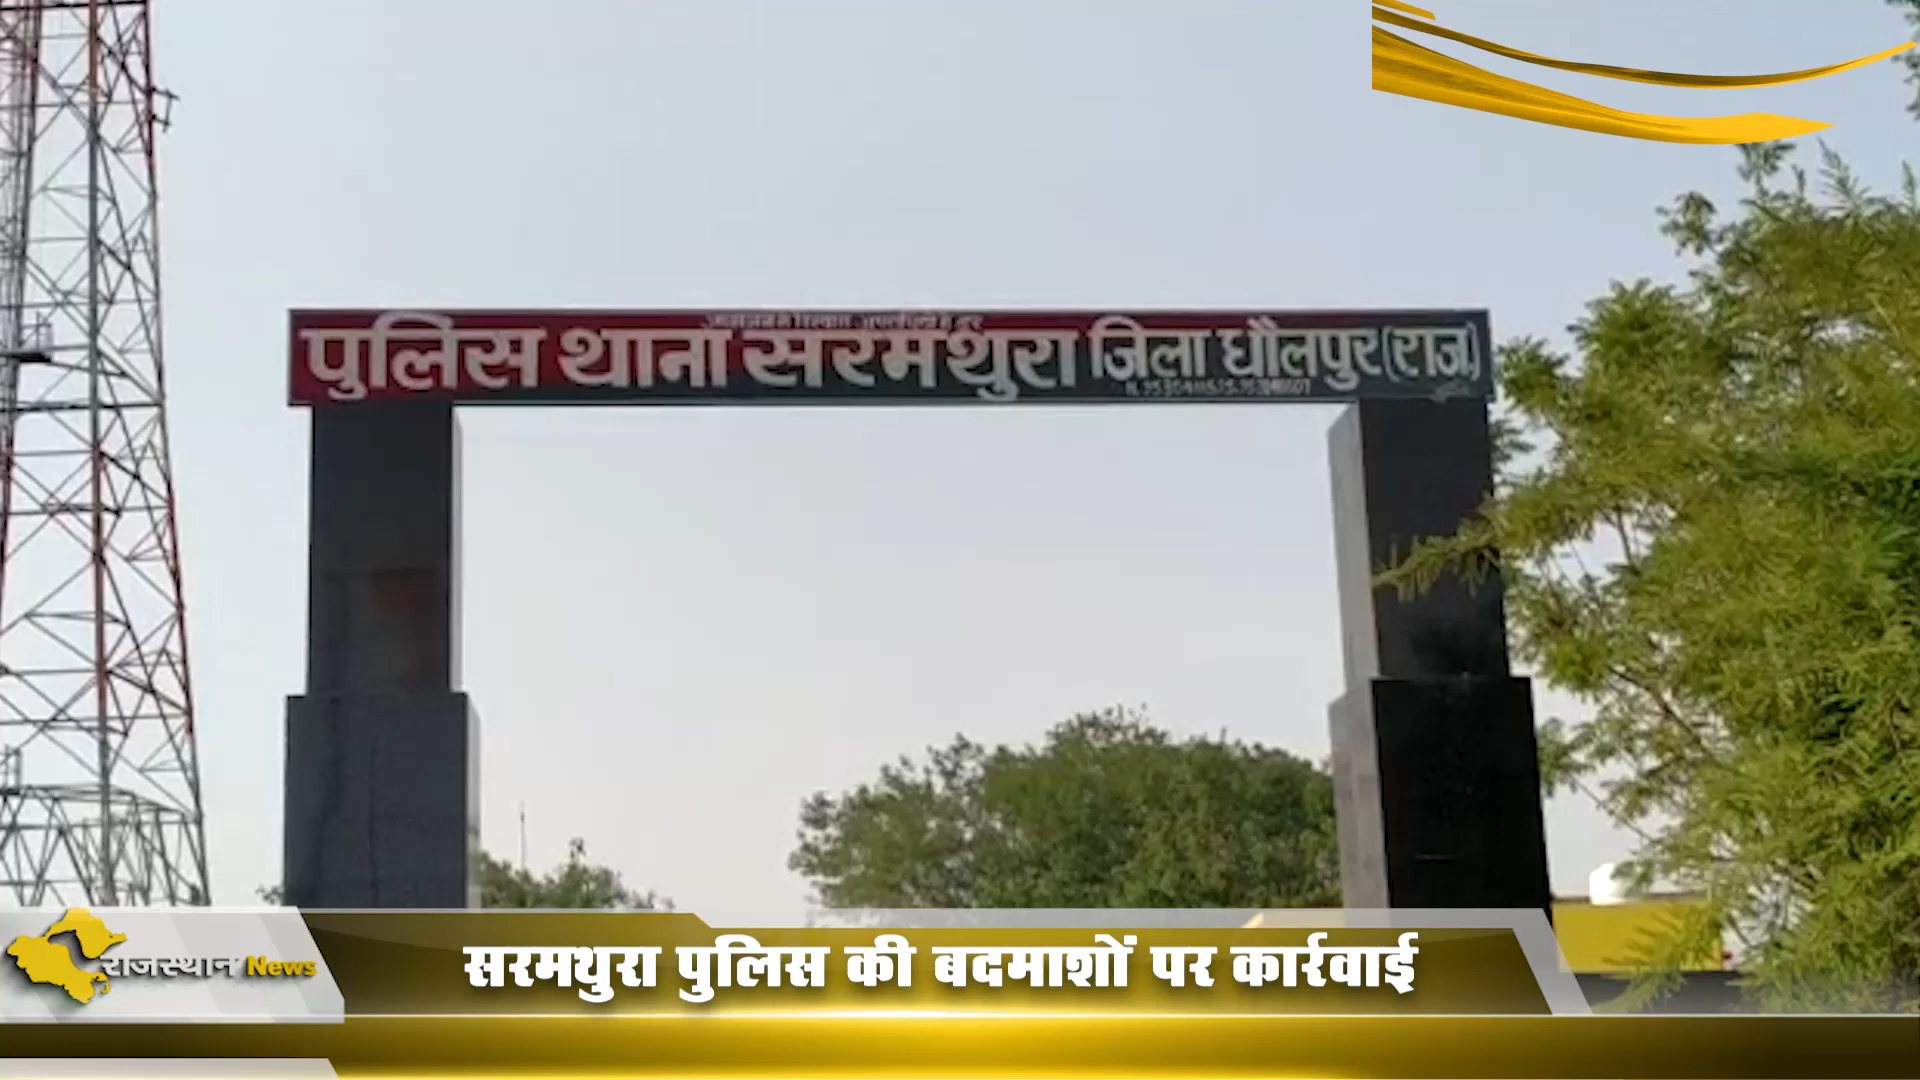 पुलिस थाना सरमथुरा जिला धौलपुर(राज.)
राजस्थान News
सरमथुरा पुलिस की बदमाशों पर कार्रवाई